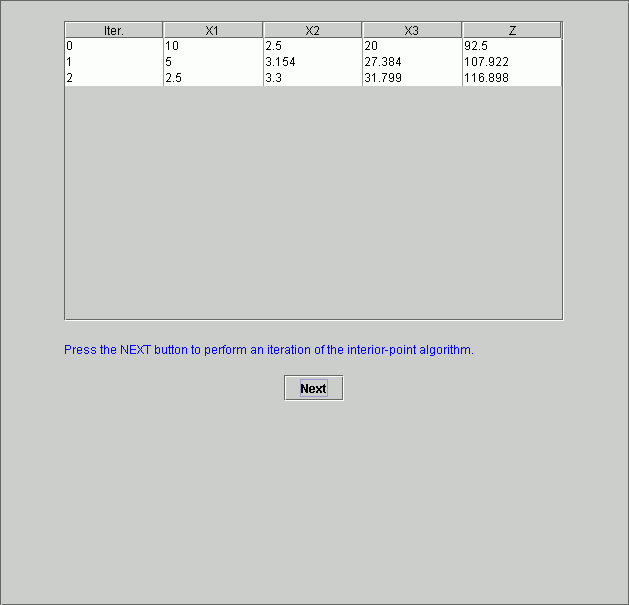 Iter. X1 X2 X3 Z
0 10 2.5 20 92.5
1 5 3.154 27.384 107.922
2 2.5 3.3 31.799 116.898
Press the NEXT button to perform an iteration of the interior-point algorithm.
Next